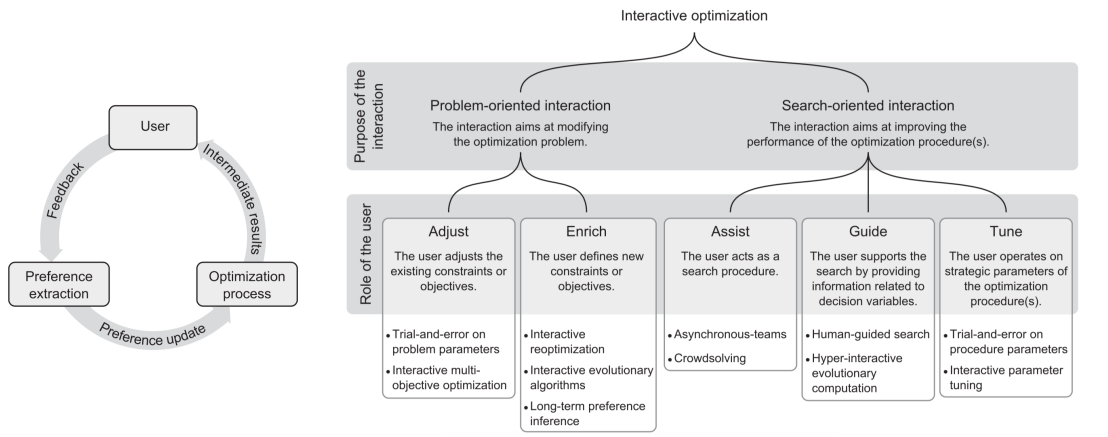 User
Feedback
Intermediate results
Preference
extraction
Optimization
process
Preference update
Interactive optimization
Purpose of the
interaction
Problem-oriented interaction
The interaction aims at modifying
the optimization problem.
Search-oriented interaction
The interaction aims at improving the
performance of the optimization procedure(s).
Role of the user
Adjust
The user adjusts the
existing constraints or
objectives.
• Trial-and-error on
problem parameters
• Interactive multi-
objective optimization
Enrich
The user defines new
constraints or
objectives.
• Interactive
reoptimization
• Interactive evolutionary
algorithms
• Long-term preference
inference
Assist
The user acts as a
search procedure.
• Asynchronous-teams
• Crowdsolving
Guide
The user supports the
search by providing
information related to
decision variables.
• Human-guided search
• Hyper-interactive
evolutionary
computation
Tune
The user operates on
strategic parameters of
the optimization
procedure(s).
• Trial-and-error on
procedure parameters
• Interactive parameter
tuning